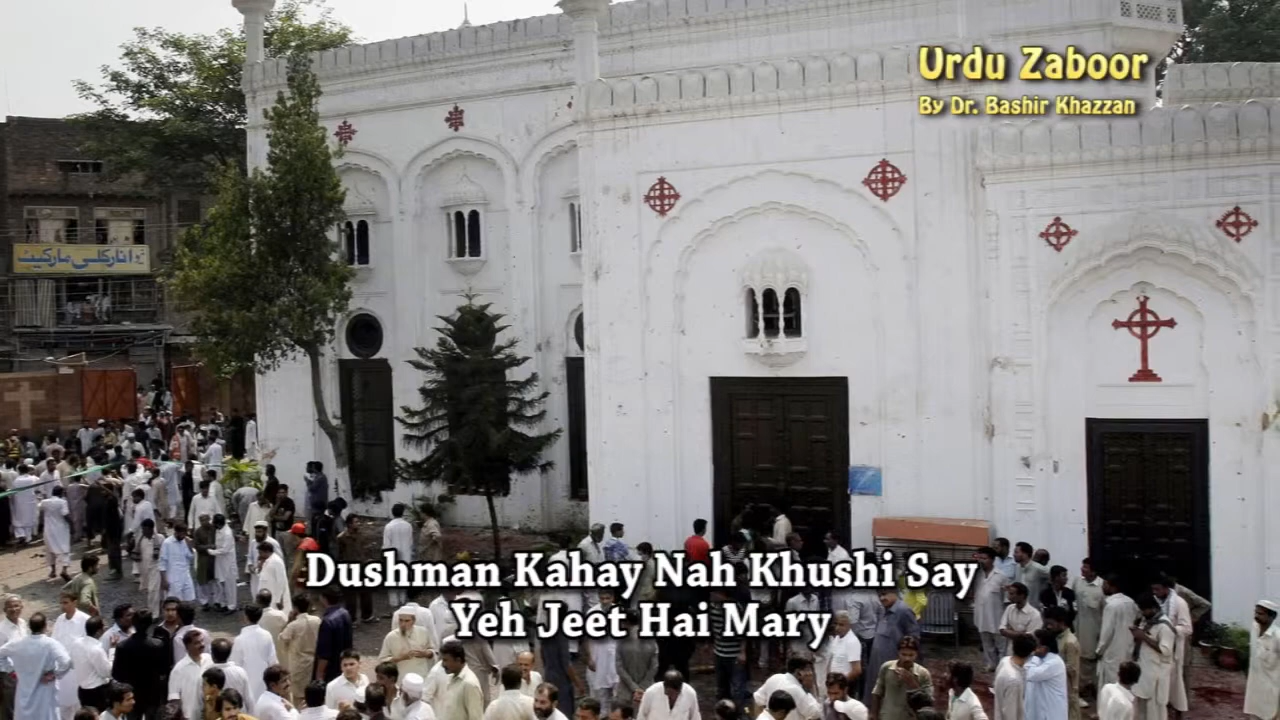 Urdu Zaboor
By Dr. Bashir Khazzan
انارکلی مارکیٹ
Dushman Kahay Nah Khushi Say
Yeh Jeet Hai Mary